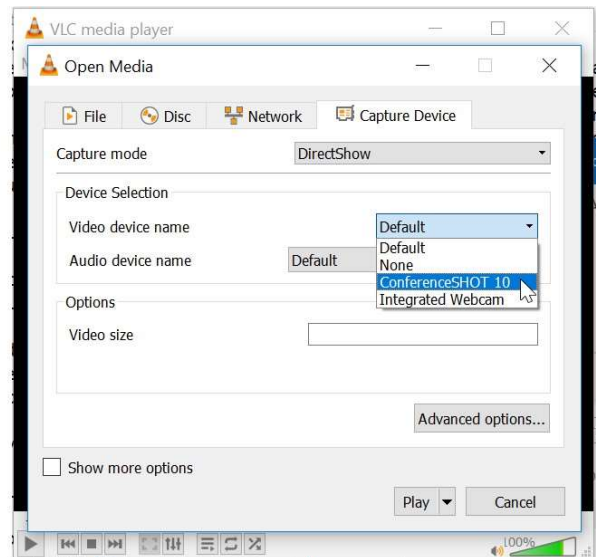 VLC media player
Open Media
File Disc Network Capture Device
Capture mode DirectShow
Device Selection
Video device name Default
Default
None
ConferenceSHOT 10
Integrated Webcam
Audio device name Default
Options
Video size
Advanced options...
Show more options
Play Cancel
100%